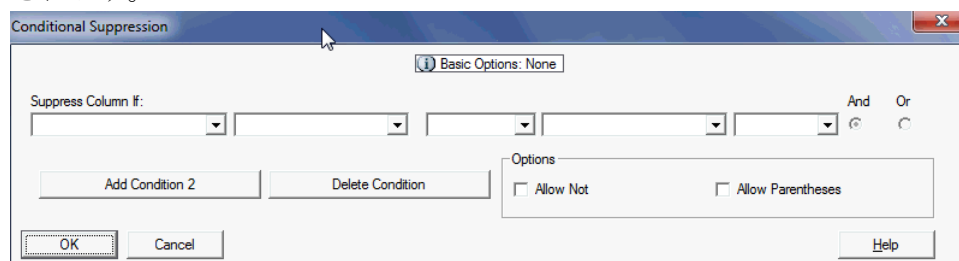 Conditional Suppression
Basic Options: None
Suppress Column If:
And Or
Options
Add Condition 2 Delete Condition Allow Not Allow Parentheses
OK Cancel Help